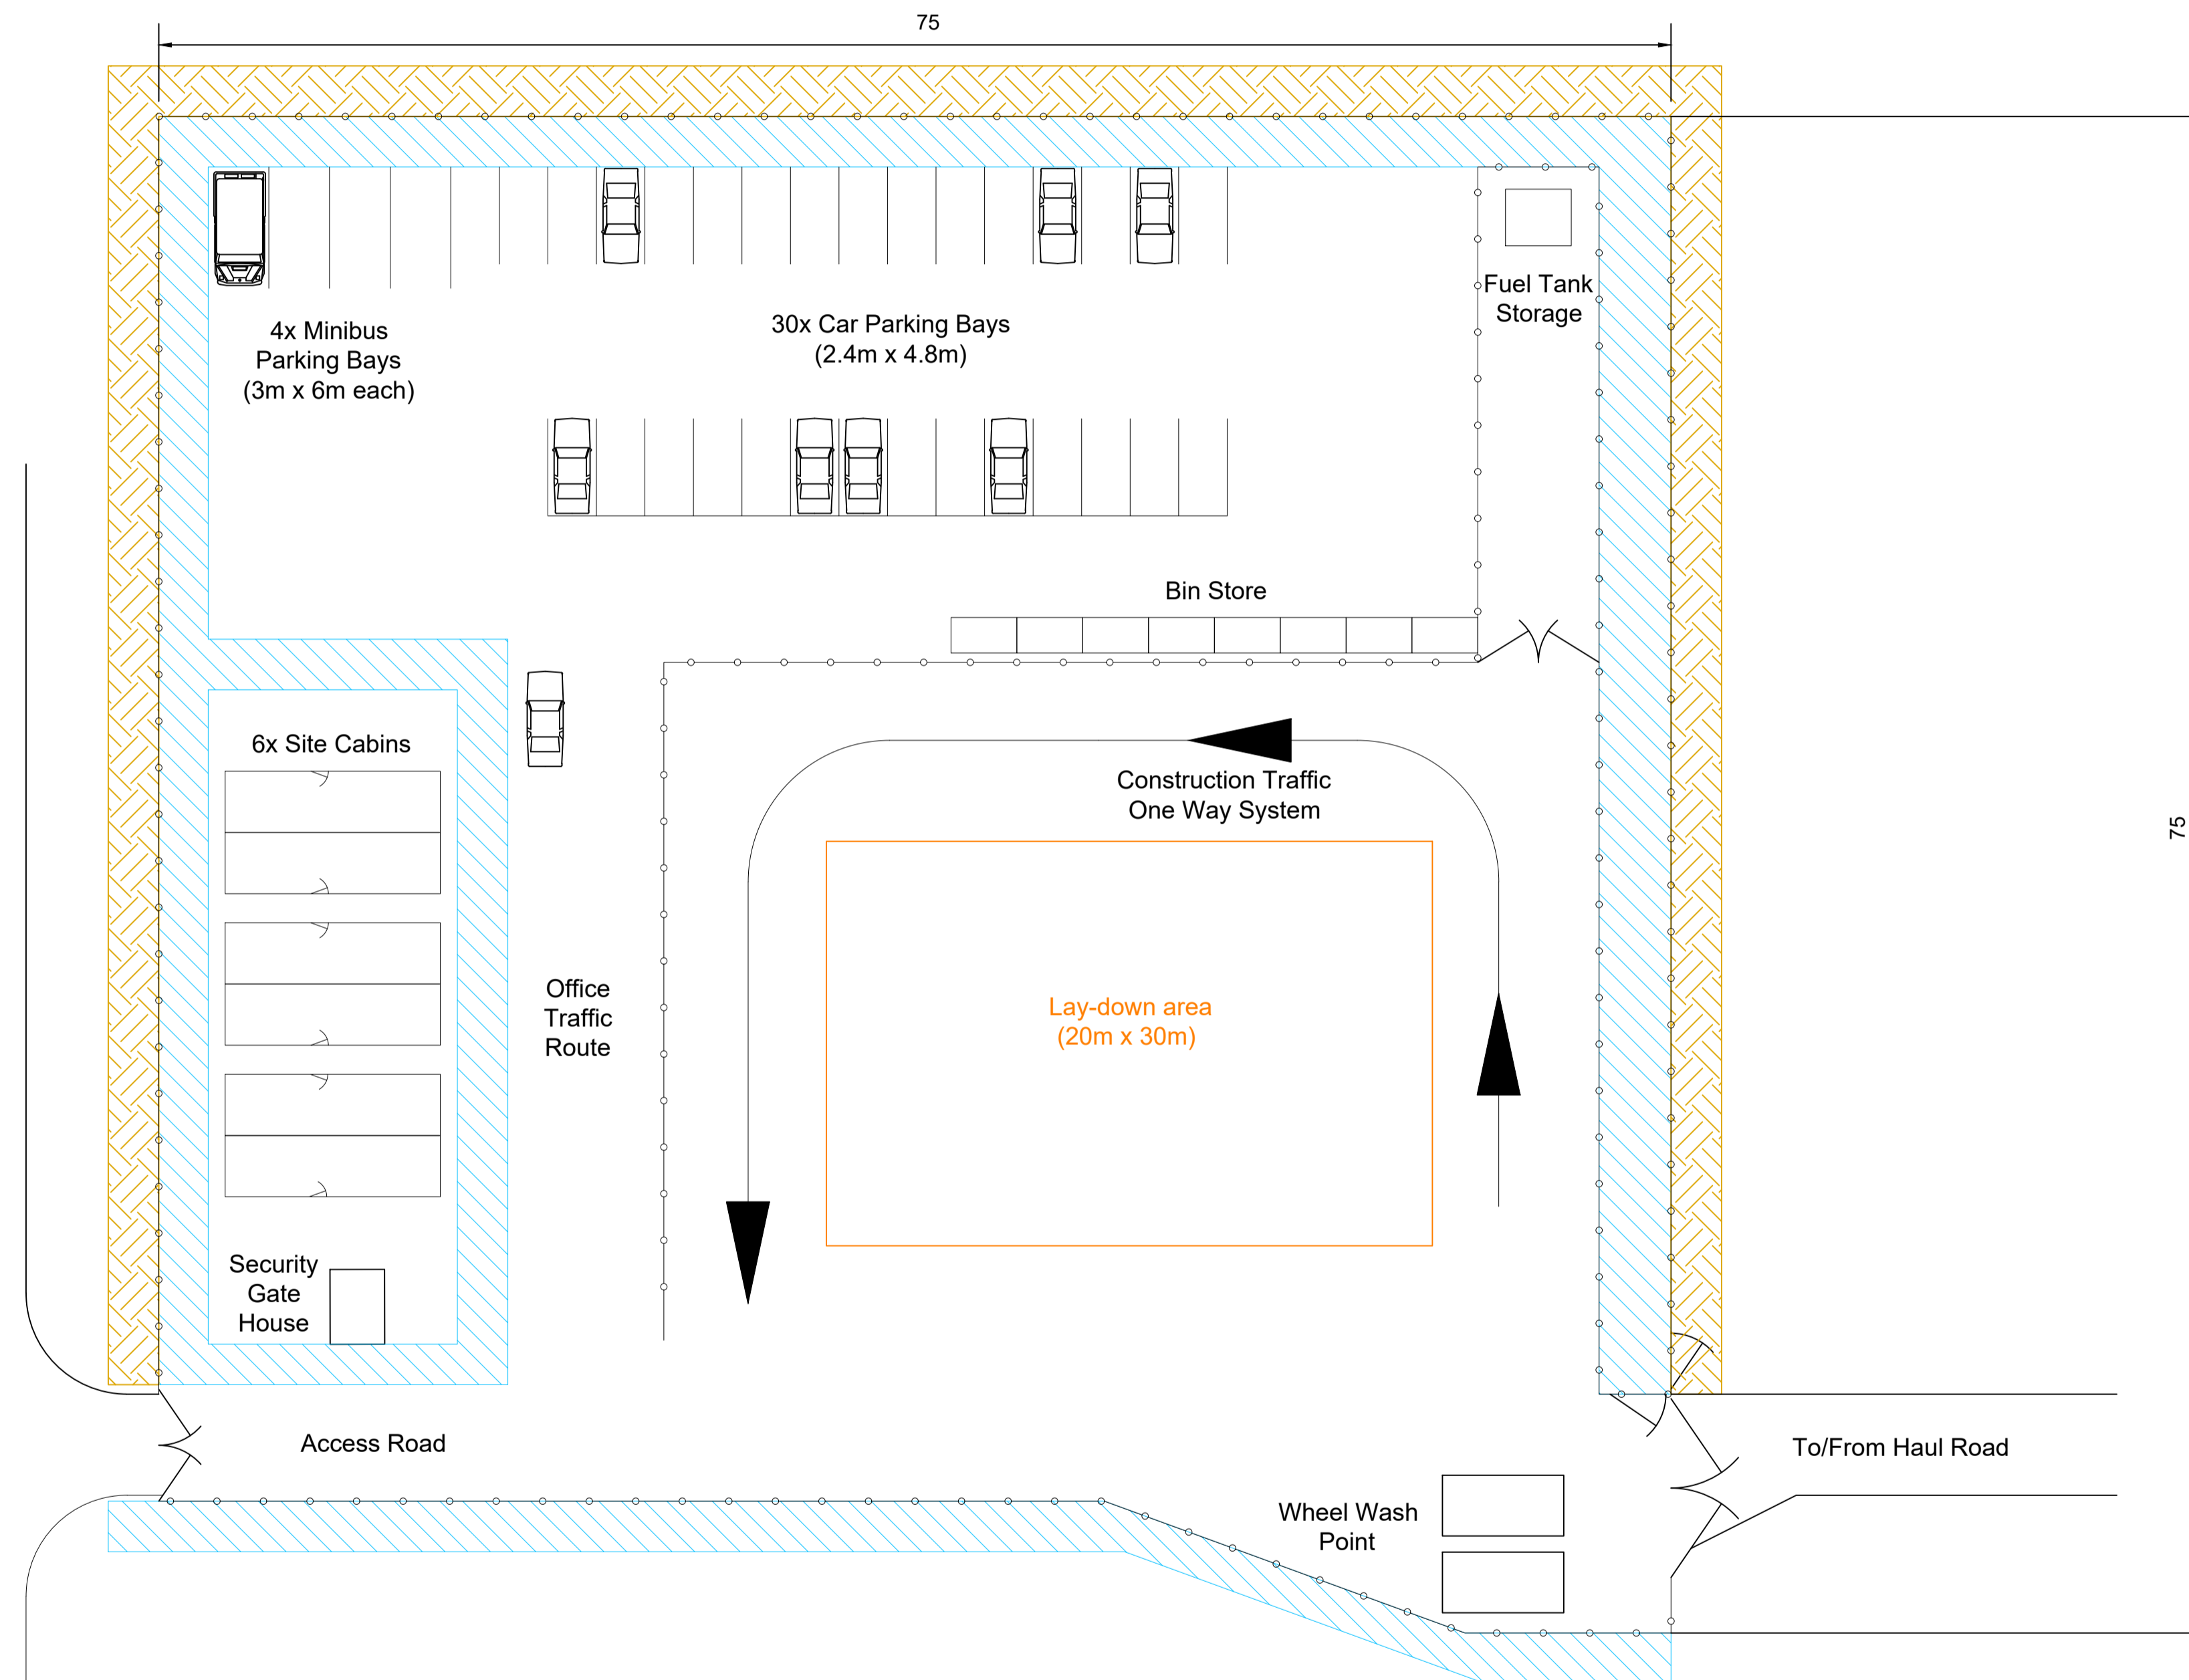 75
4x Minibus
Parking Bays
(3m x 6m each)
30x Car Parking Bays
(2.4m x 4.8m)
Fuel Tank
Storage
Bin Store
6x Site Cabins
Construction Traffic
One Way System
75
Office
Traffic
Route
Lay-down area
(20m x 30m)
Security
Gate
House
Access Road
To/From Haul Road
Wheel Wash
Point